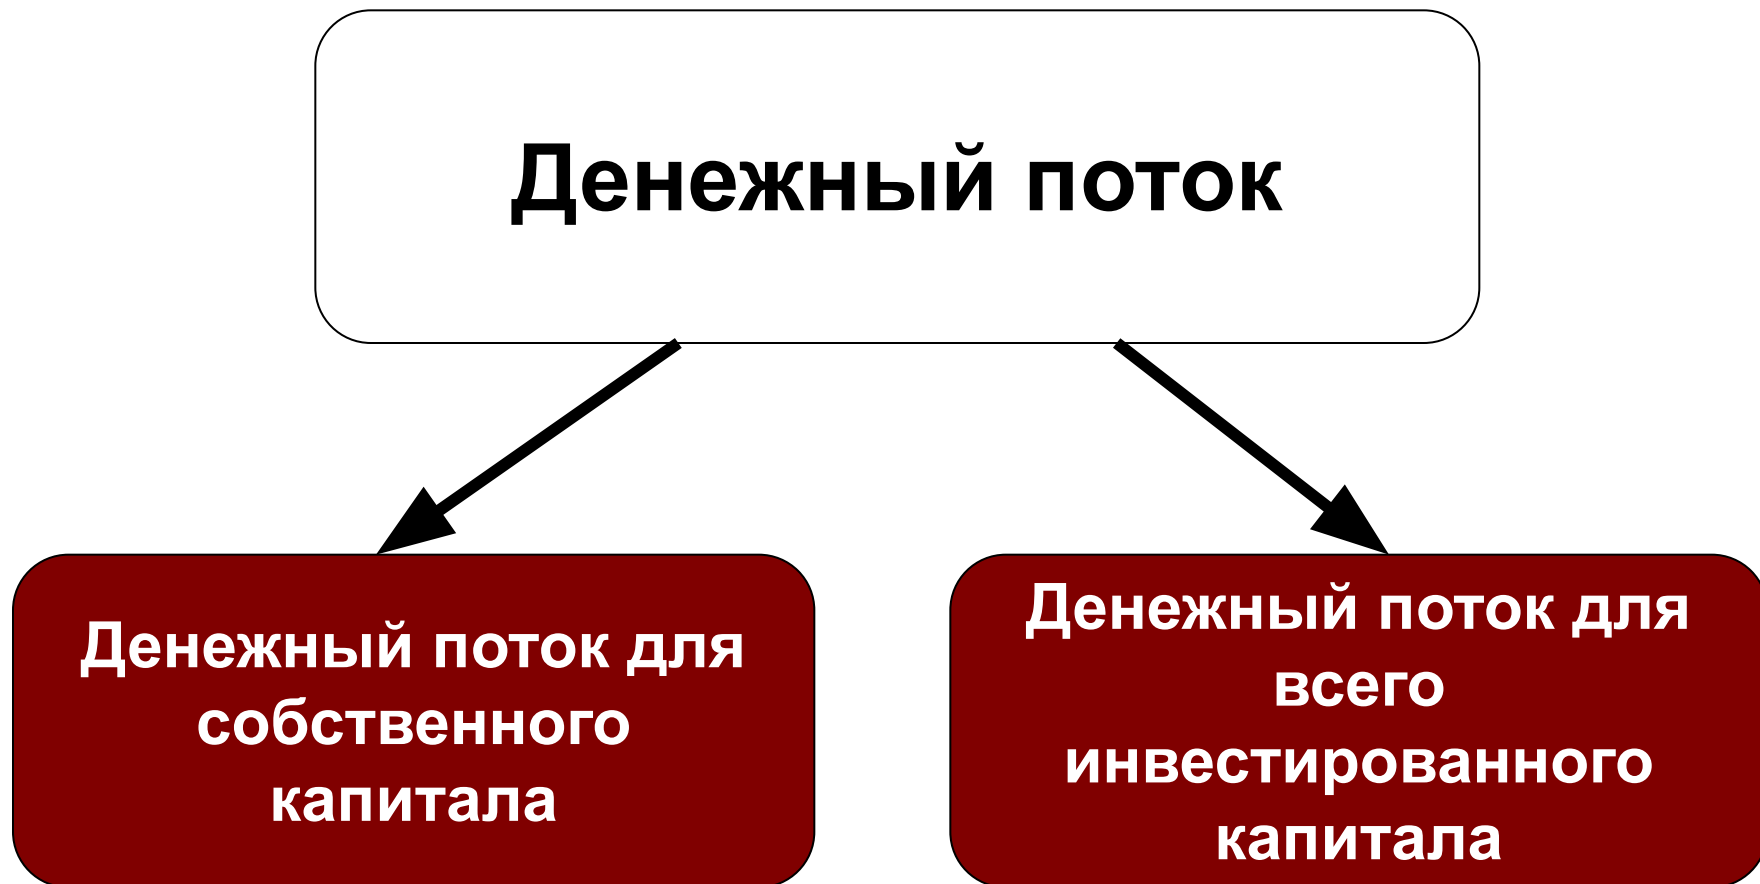 Денежный поток
Денежный поток для
собственного
капитала
Денежный поток для
всего
инвестированного
капитала